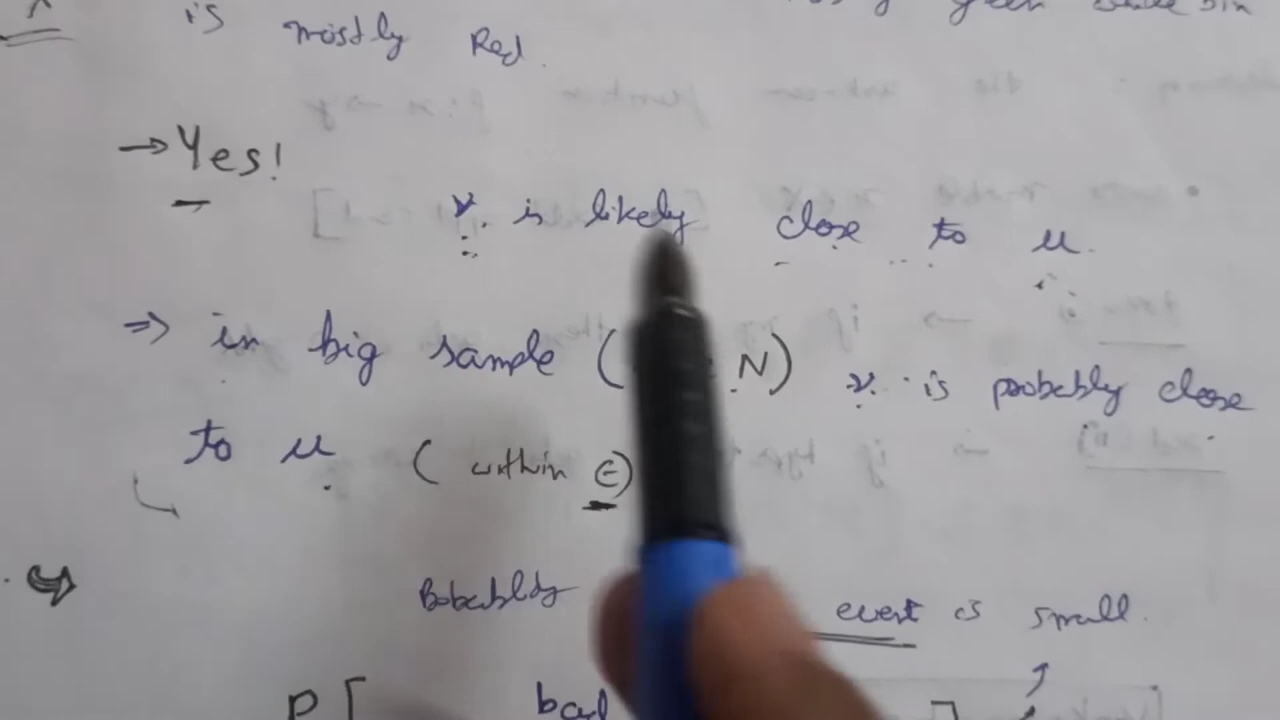 is mostly Red.
→ Yes!
ν is likely close to μ.
⇒ in big sample ( N) ν is probably close
to μ (within ϵ)
Probability event is small.
P[ bad ]